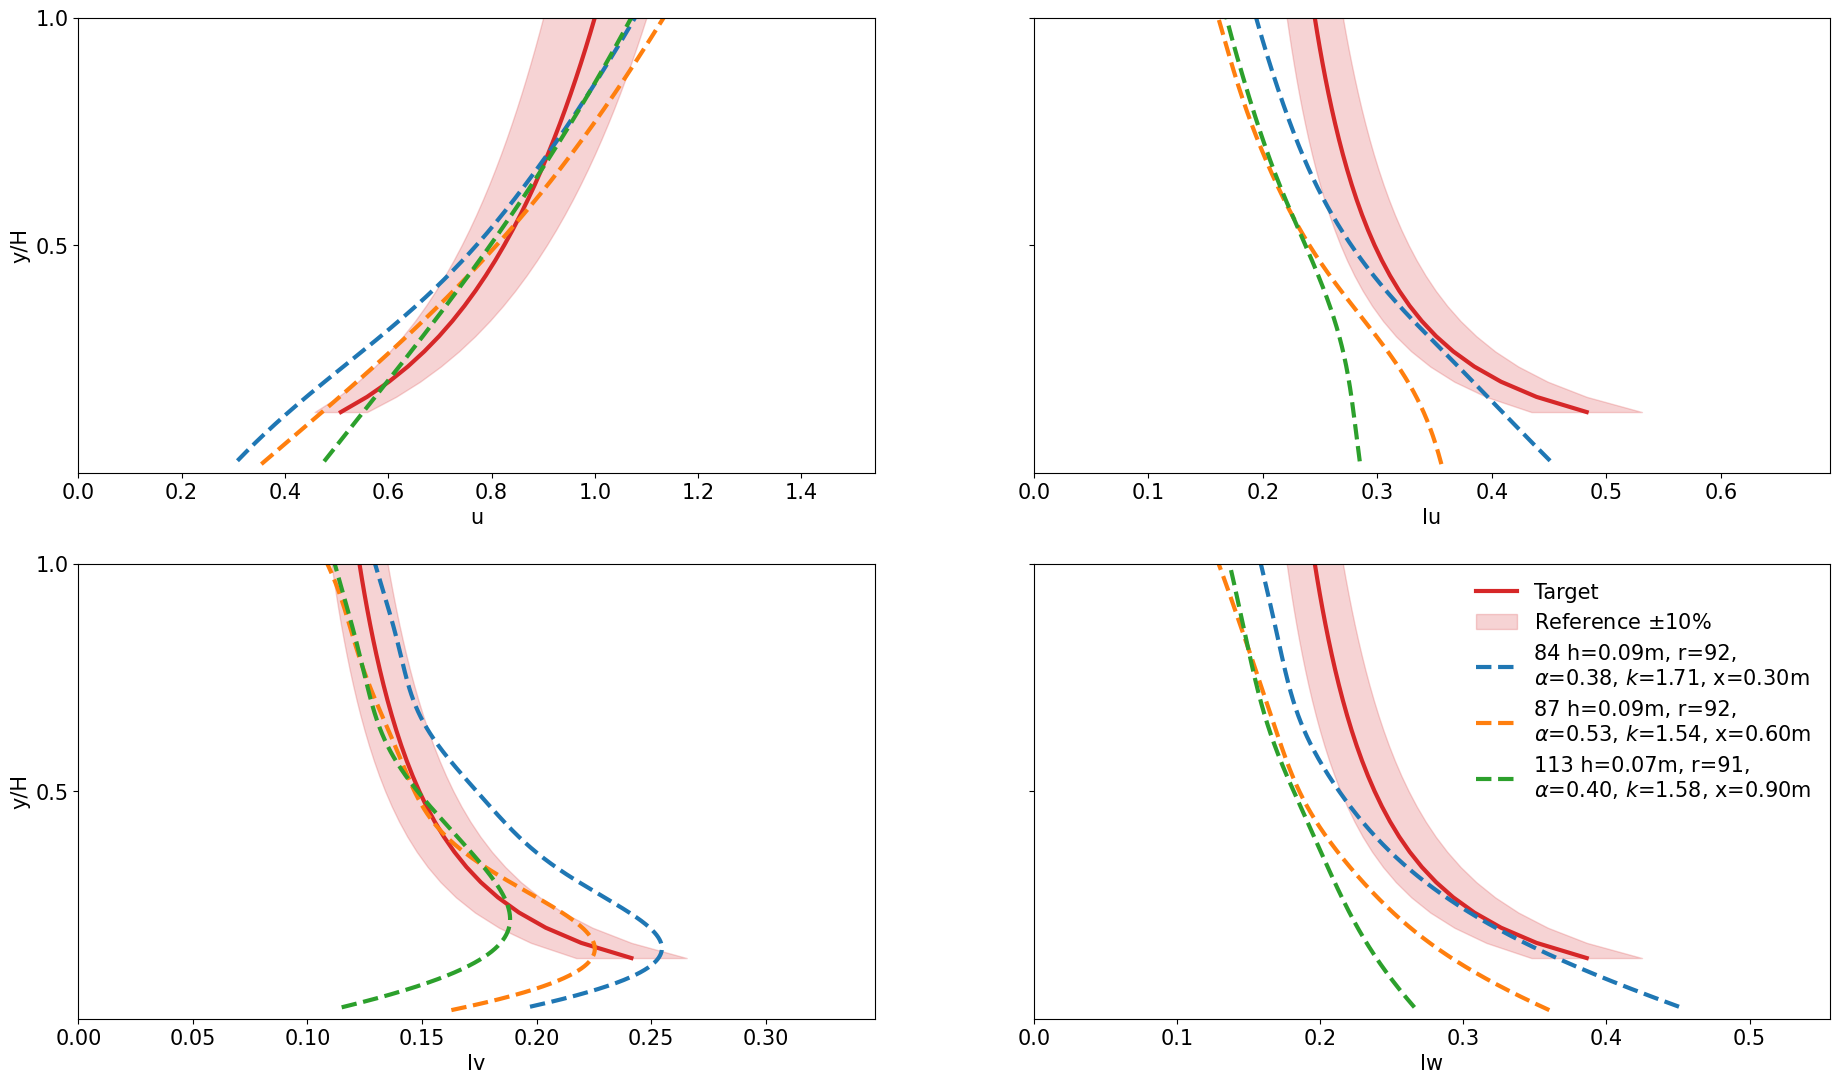 1.0
0.5
y/H
0.0 0.2 0.4 0.6 0.8 1.0 1.2 1.4
u
0.0 0.1 0.2 0.3 0.4 0.5 0.6
Iu
1.0
0.5
y/H
0.00 0.05 0.10 0.15 0.20 0.25 0.30
Iv
Target
Reference ±10%
84 h=0.09m, r=92,
α=0.38, k=1.71, x=0.30m
87 h=0.09m, r=92,
α=0.53, k=1.54, x=0.60m
113 h=0.07m, r=91,
α=0.40, k=1.58, x=0.90m
0.0 0.1 0.2 0.3 0.4 0.5
Iw